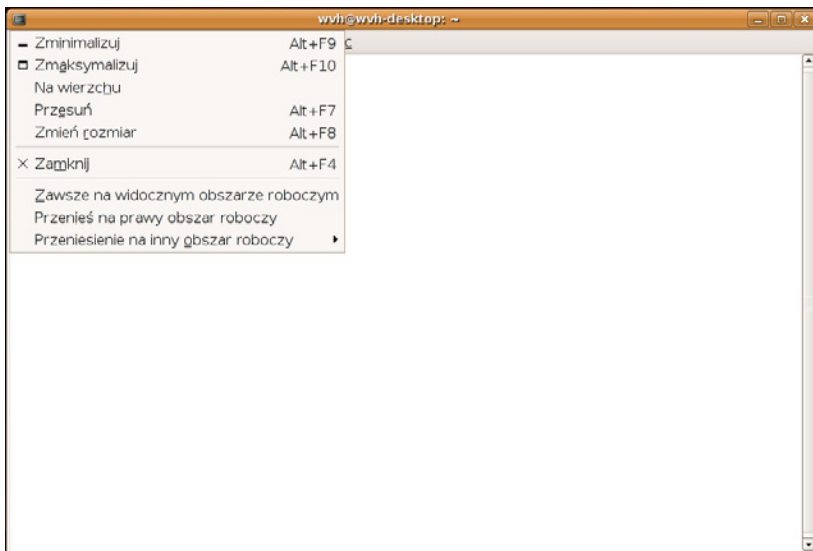 wvh@wvh-desktop: ~
Zminimalizuj Alt+F9
Zmaksymalizuj Alt+F10
Na wierzchu
Przesuń Alt+F7
Zmień rozmiar Alt+F8
Zamknij Alt+F4
Zawsze na widocznym obszarze roboczym
Przenieś na prawy obszar roboczy
Przeniesienie na inny obszar roboczy